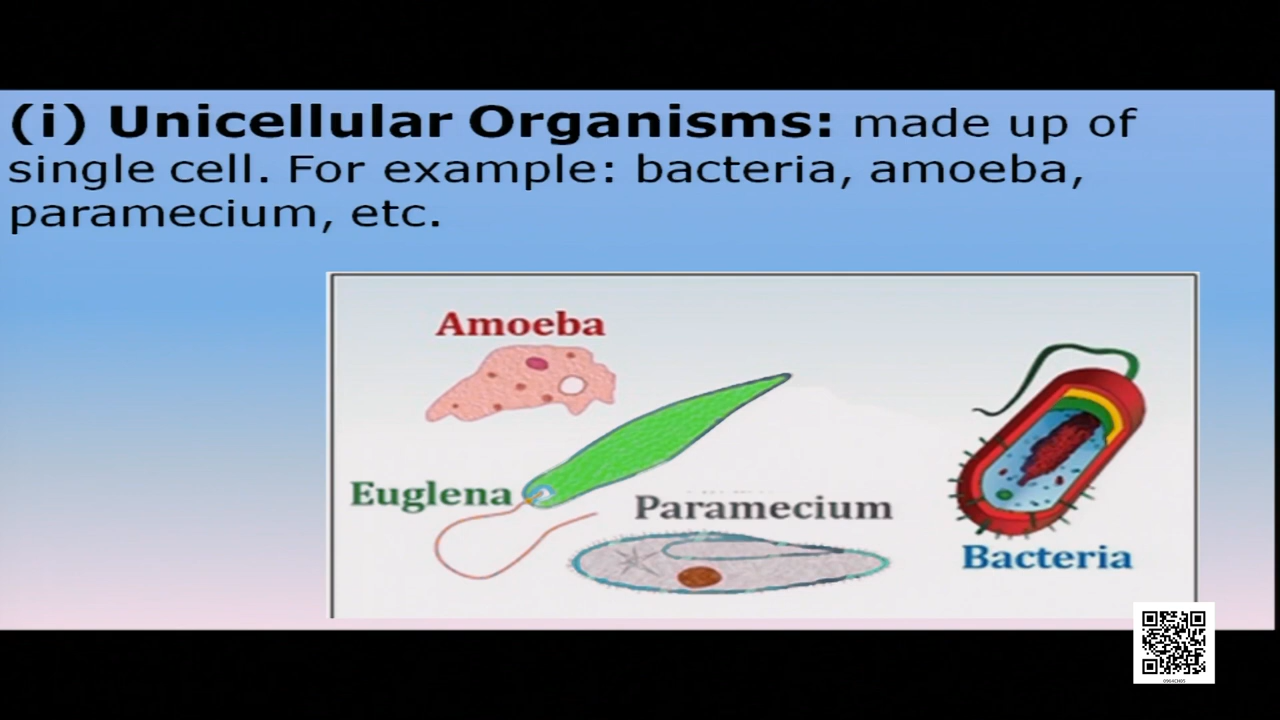 (i) Unicellular Organisms: made up of
single cell. For example: bacteria, amoeba,
paramecium, etc.
Amoeba
Euglena
Paramecium
Bacteria